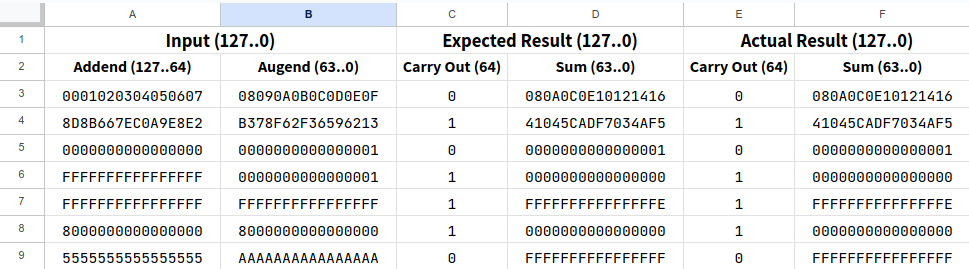 A B C D E F
1 Input (127..0) Expected Result (127..0) Actual Result (127..0)
2 Addend (127..64) Augend (63..0) Carry Out (64) Sum (63..0) Carry Out (64) Sum (63..0)
3 0001020304050607 08090A0B0C0D0E0F 0 080A0C0E10121416 0 080A0C0E10121416
4 8D8B667EC0A9E8E2 B378F62F36596213 1 41045CADF7034AF5 1 41045CADF7034AF5
5 0000000000000000 0000000000000001 0 0000000000000001 0 0000000000000001
6 FFFFFFFFFFFFFFFF 0000000000000001 1 0000000000000000 1 0000000000000000
7 FFFFFFFFFFFFFFFF FFFFFFFFFFFFFFFF 1 FFFFFFFFFFFFFFFE 1 FFFFFFFFFFFFFFFE
8 8000000000000000 8000000000000000 1 0000000000000000 1 0000000000000000
9 5555555555555555 AAAAAAAAAAAAAAAA 0 FFFFFFFFFFFFFFFF 0 FFFFFFFFFFFFFFFF